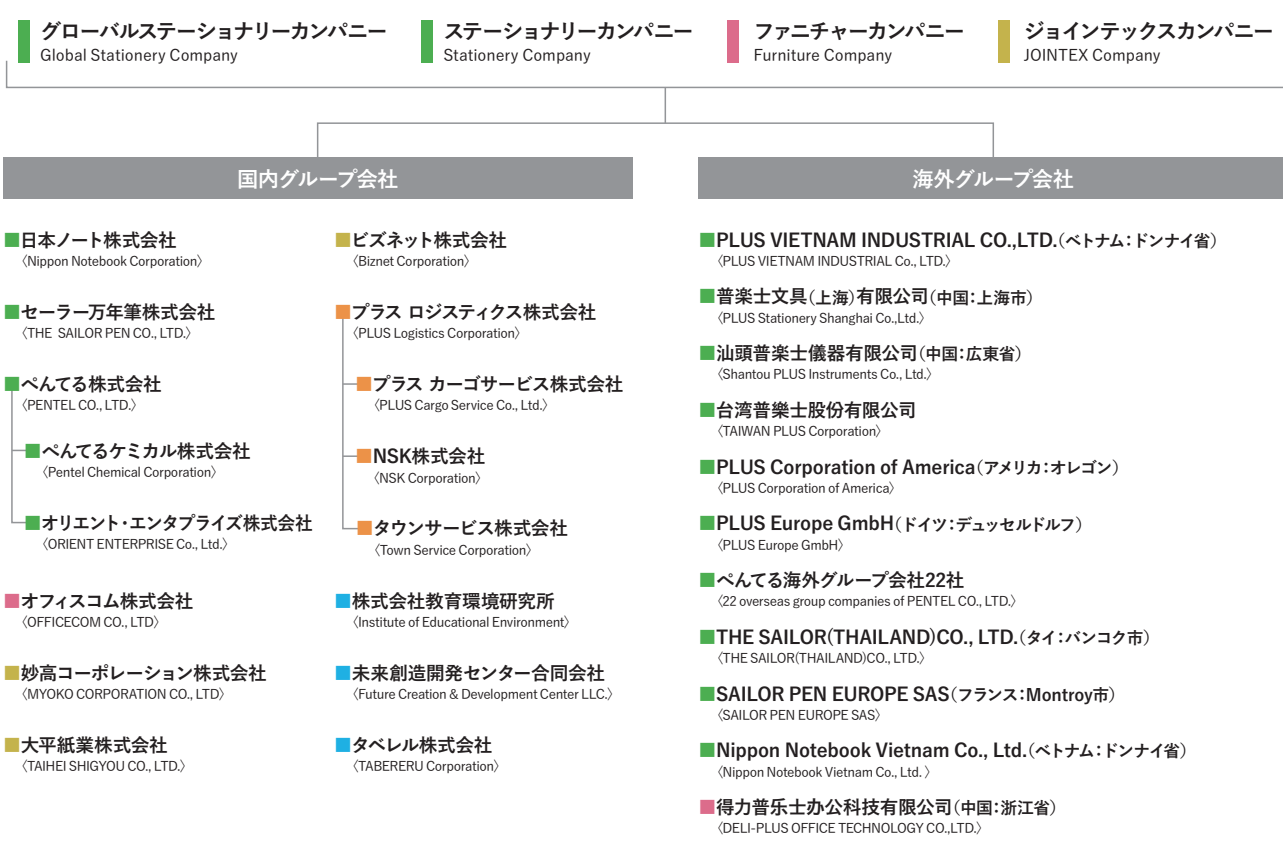 グローバルステーショナリーカンパニー
Global Stationery Company
ステーショナリーカンパニー
Stationery Company
ファニチャーカンパニー
Furniture Company
ジョインテックスカンパニー
JOINTEX Company
国内グループ会社
日本ノート株式会社
〈Nippon Notebook Corporation〉
セーラー万年筆株式会社
〈THE SAILOR PEN CO., LTD.〉
ぺんてる株式会社
〈PENTEL CO., LTD.〉
ぺんてるケミカル株式会社
〈Pentel Chemical Corporation〉
オリエント・エンタプライズ株式会社
〈ORIENT ENTERPRISE Co., Ltd.〉
オフィスコム株式会社
〈OFFICECOM CO., LTD〉
妙高コーポレーション株式会社
〈MYOKO CORPORATION CO., LTD〉
大平紙業株式会社
〈TAIHEI SHIGYOU CO., LTD.〉
ビズネット株式会社
〈Biznet Corporation〉
プラス ロジスティクス株式会社
〈PLUS Logistics Corporation〉
プラス カーゴサービス株式会社
〈PLUS Cargo Service Co., Ltd.〉
NSK株式会社
〈NSK Corporation〉
タウンサービス株式会社
〈Town Service Corporation〉
株式会社教育環境研究所
〈Institute of Educational Environment〉
未来創造開発センター合同会社
〈Future Creation & Development Center LLC.〉
タベレル株式会社
〈TABERERU Corporation〉
海外グループ会社
PLUS VIETNAM INDUSTRIAL CO.,LTD.(ベトナム:ドンナイ省)
〈PLUS VIETNAM INDUSTRIAL Co., LTD.〉
普楽士文具(上海)有限公司(中国:上海市)
〈PLUS Stationery Shanghai Co.,Ltd.〉
汕頭普楽士儀器有限公司(中国:広東省)
〈Shantou PLUS Instruments Co., Ltd.〉
台湾普樂士股份有限公司
〈TAIWAN PLUS Corporation〉
PLUS Corporation of America(アメリカ:オレゴン)
〈PLUS Corporation of America〉
PLUS Europe GmbH(ドイツ:デュッセルドルフ)
〈PLUS Europe GmbH〉
ぺんてる海外グループ会社22社
〈22 overseas group companies of PENTEL CO., LTD.〉
THE SAILOR(THAILAND)CO., LTD.(タイ:バンコク市)
〈THE SAILOR(THAILAND)CO., LTD.〉
SAILOR PEN EUROPE SAS(フランス:Montroy市)
〈SAILOR PEN EUROPE SAS〉
Nippon Notebook Vietnam Co., Ltd.(ベトナム:ドンナイ省)
〈Nippon Notebook Vietnam Co., Ltd. 〉
得力普乐士办公科技有限公司(中国:浙江省)
〈DELI-PLUS OFFICE TECHNOLOGY CO.,LTD.〉